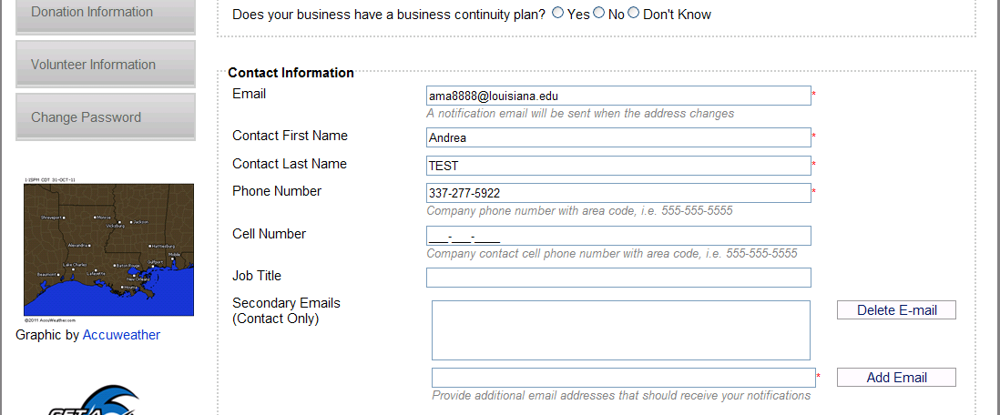 Donation Information
Volunteer Information
Change Password
1:15PM CDT 31-OCT-11
Shreveport
Monroe
Vicksburg
Jackson
Alexandria
Hattiesburg
Lake Charles
Baton Rouge
Gulfport
Mobile
Beaumont
Lafayette
New Orleans
Houma
©2011 AccuWeather.com
Graphic by Accuweather
GET A
Does your business have a business continuity plan? Yes No Don't Know
Contact Information
Email ama8888@louisiana.edu *
A notification email will be sent when the address changes
Contact First Name Andrea *
Contact Last Name TEST *
Phone Number 337-277-5922 *
Company phone number with area code, i.e. 555-555-5555
Cell Number ___-___-____
Company contact cell phone number with area code, i.e. 555-555-5555
Job Title
Secondary Emails
(Contact Only)
Delete E-mail
* Add Email
Provide additional email addresses that should receive your notifications